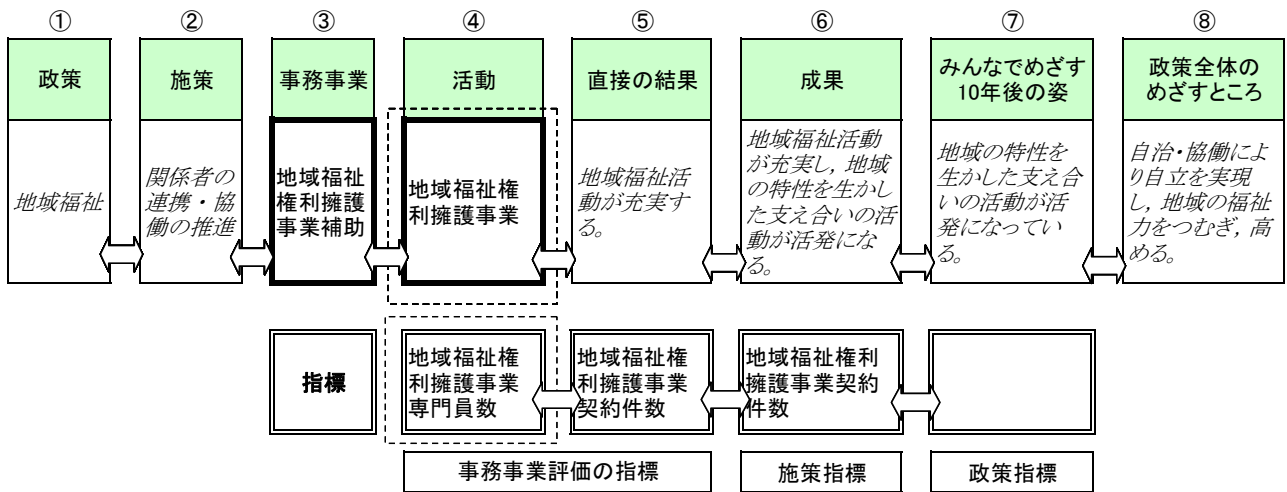 ①
②
③
④
⑤
⑥
⑦
⑧
政策
施策
事務事業
活動
直接の結果
成果
みんなでめざす
10年後の姿
政策全体の
めざすところ
地域福祉
関係者の
連携・協
働の推進
地域福祉
権利擁護
事業補助
地域福祉権
利擁護事業
地域福祉活
動が充実す
る。
地域福祉活動
が充実し，地域
の特性を生かし
た支え合いの活
動が活発にな
る。
地域の特性を
生かした支え合
いの活動が活
発になってい
る。
自治・協働によ
り自立を実現
し，地域の福祉
力をつむぎ，高
める。
指標
地域福祉権
利擁護事業
専門員数
地域福祉権
利擁護事業
契約件数
地域福祉権利
擁護事業契約
件数
事務事業評価の指標
施策指標
政策指標